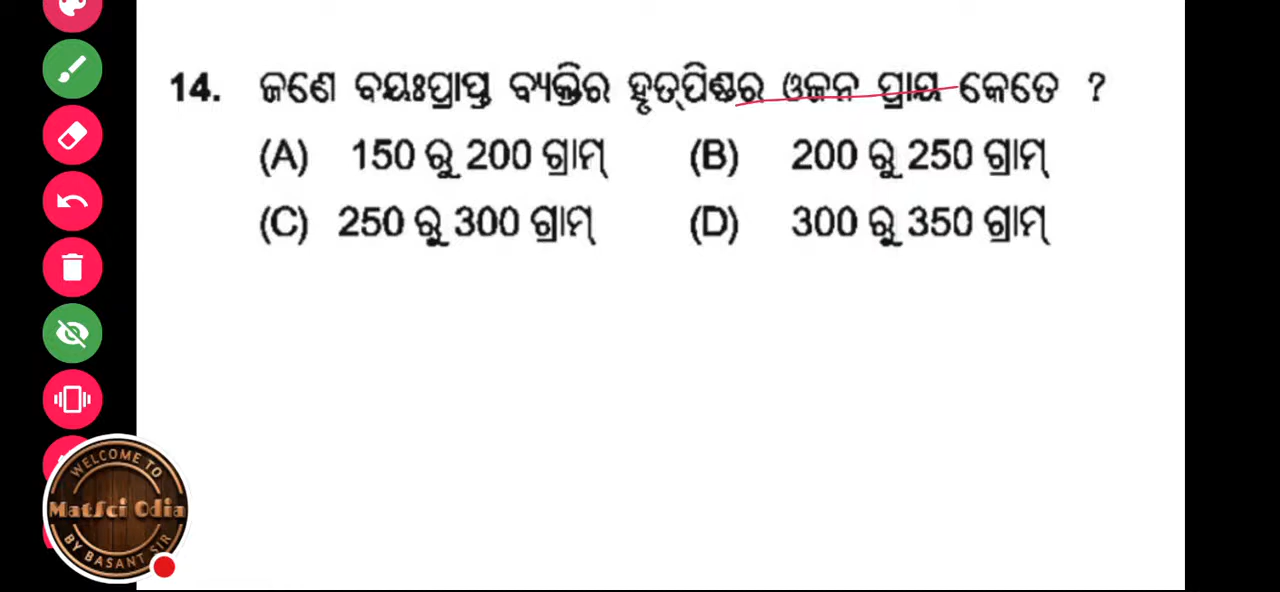 14. ଜଣେ ବୟଃପ୍ରାପ୍ତ ବ୍ୟକ୍ତିର ହୃତ୍‌ପିଣ୍ଡର ଓଜନ ପ୍ରାୟ କେତେ ?
(A) 150 ରୁ 200 ଗ୍ରାମ୍ (B) 200 ରୁ 250 ଗ୍ରାମ୍
(C) 250 ରୁ 300 ଗ୍ରାମ୍ (D) 300 ରୁ 350 ଗ୍ରାମ୍
WELCOME TO
MatSci Odia
BY BASANT SIR